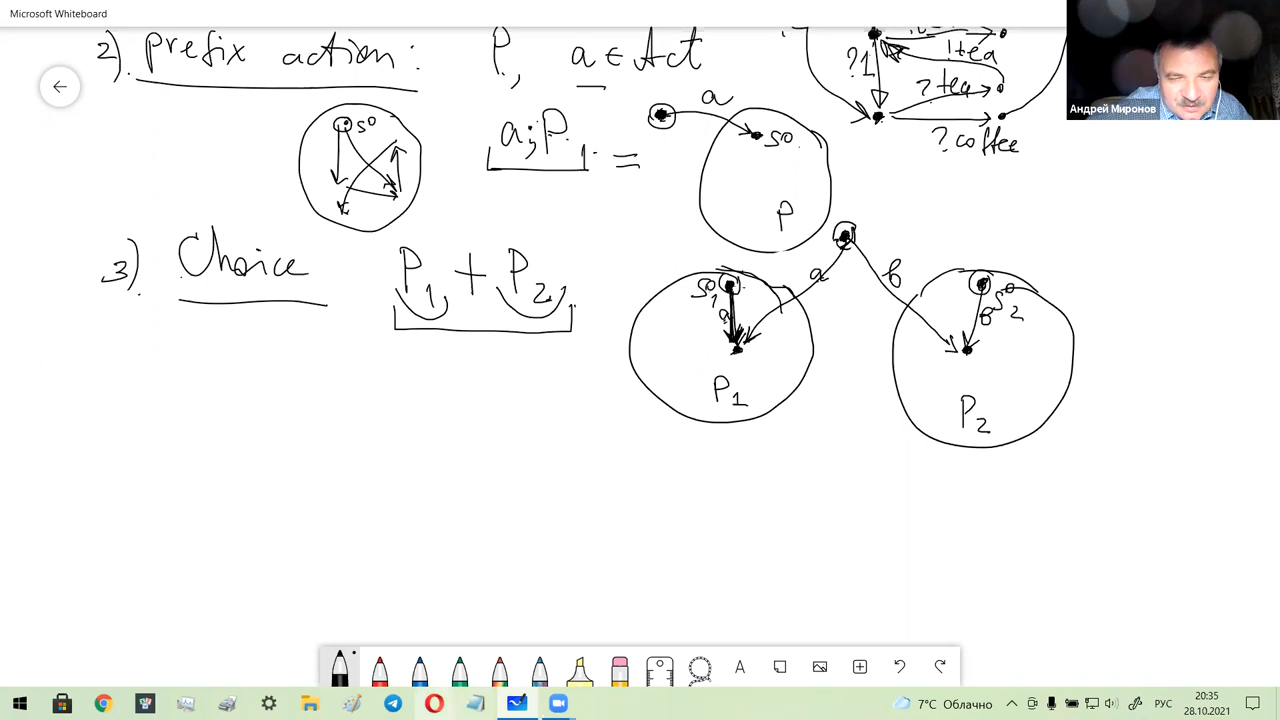 Microsoft Whiteboard
2). prefix action: P, a ∈ Act
!tea
?1
?tea
?coffee
Андрей Миронов
s⁰
a;P. =
a
s⁰
P
3). Choice P₁ + P₂
a
b
s⁰₁
a
P₁
s⁰₂
b
P₂
A
7°C Облачно
РУС
20:35
28.10.2021